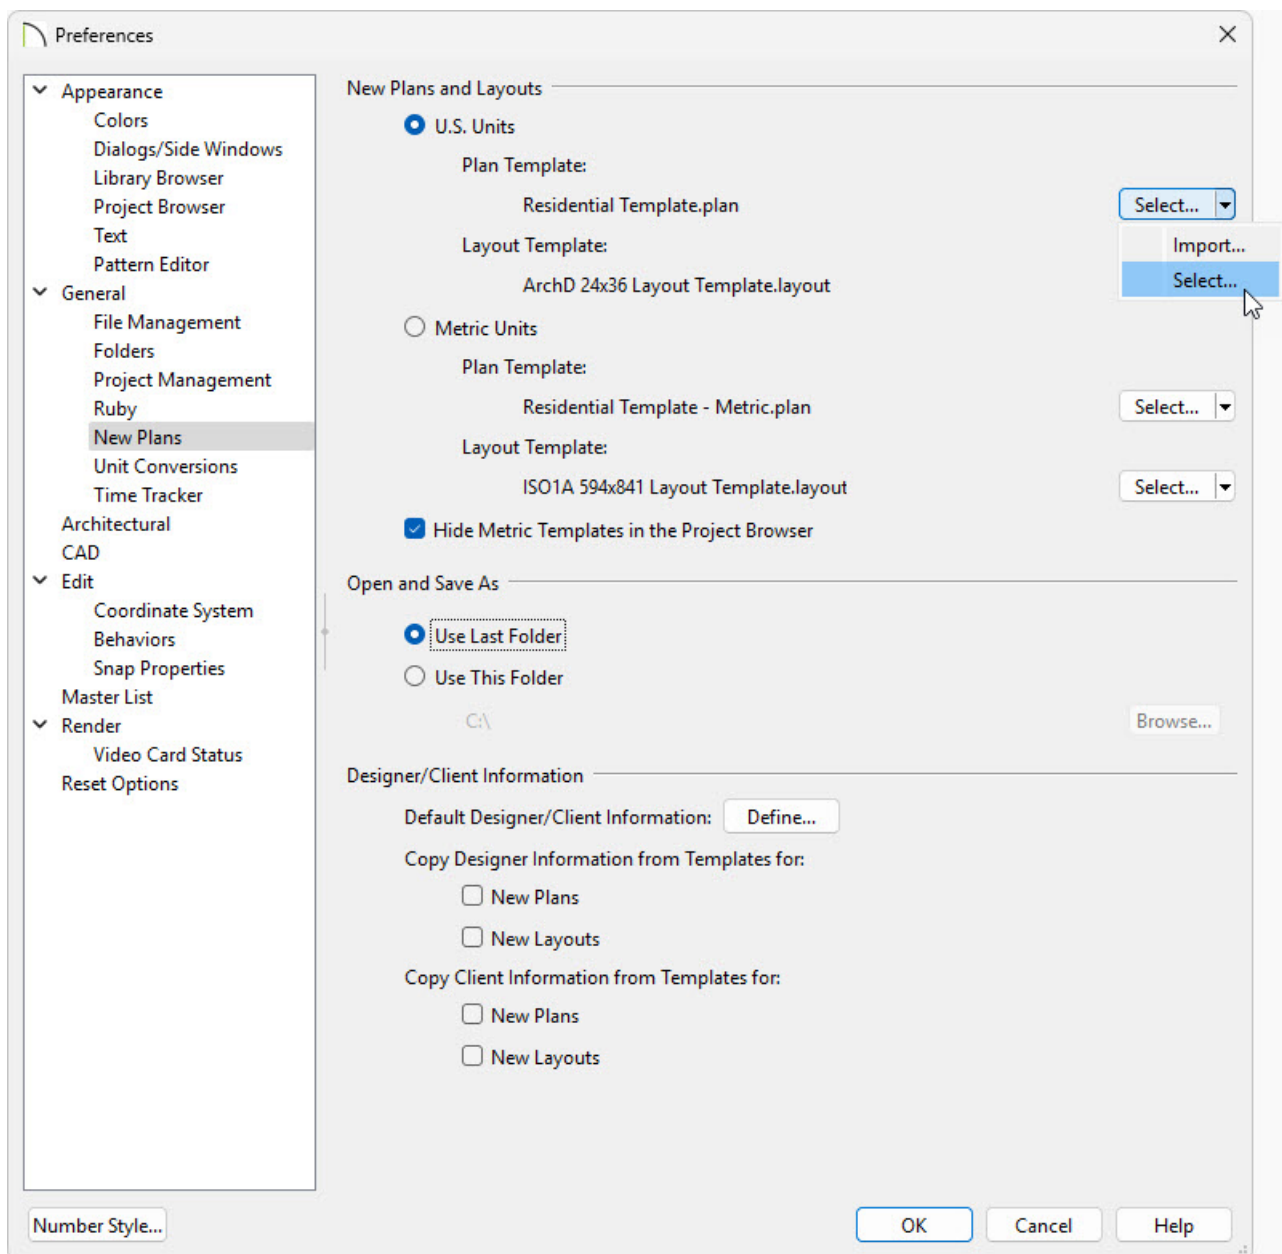 Preferences
Appearance
Colors
Dialogs/Side Windows
Library Browser
Project Browser
Text
Pattern Editor
General
File Management
Folders
Project Management
Ruby
New Plans
Unit Conversions
Time Tracker
Architectural
CAD
Edit
Coordinate System
Behaviors
Snap Properties
Master List
Render
Video Card Status
Reset Options
New Plans and Layouts
U.S. Units
Plan Template:
Residential Template.plan
Select...
Import...
Select...
Layout Template:
ArchD 24x36 Layout Template.layout
Metric Units
Plan Template:
Residential Template - Metric.plan
Select...
Layout Template:
ISO1A 594x841 Layout Template.layout
Select...
Hide Metric Templates in the Project Browser
Open and Save As
Use Last Folder
Use This Folder
C:\
Browse...
Designer/Client Information
Default Designer/Client Information:
Define...
Copy Designer Information from Templates for:
New Plans
New Layouts
Copy Client Information from Templates for:
New Plans
New Layouts
Number Style...
OK
Cancel
Help